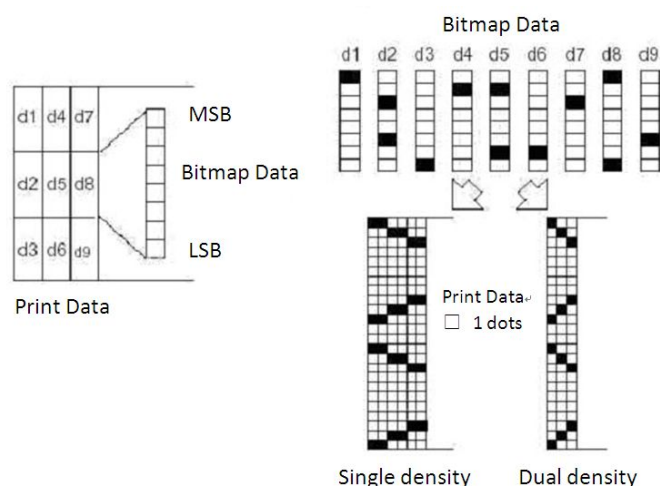 Bitmap Data
d1 d2 d3 d4 d5 d6 d7 d8 d9
d1 d4 d7
MSB
d2 d5 d8
Bitmap Data
d3 d6 d9
LSB
Print Data
Print Data
1 dots
Single density
Dual density